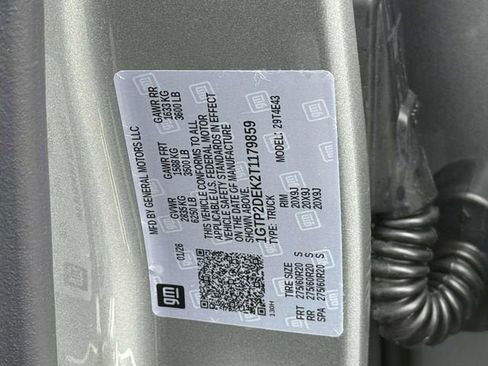 MFD BY GENERAL MOTORS LLC
01/26
GVWR
2835 KG
6250 LB
GAWR FRT
1588 KG
3500 LB
GAWR RR
1633 KG
3600 LB
THIS VEHICLE CONFORMS TO ALL
APPLICABLE U.S. FEDERAL MOTOR
VEHICLE SAFETY STANDARDS IN EFFECT
ON THE DATE OF MANUFACTURE
SHOWN ABOVE.
1GTP2DEK2T1179859
TYPE: TRUCK
MODEL: 29T4E43
TIRE SIZE RIM
FRT 275/60R20 S 20X9J
RR 275/60R20 S 20X9J
SPA 275/60R20 S 20X9J
gm